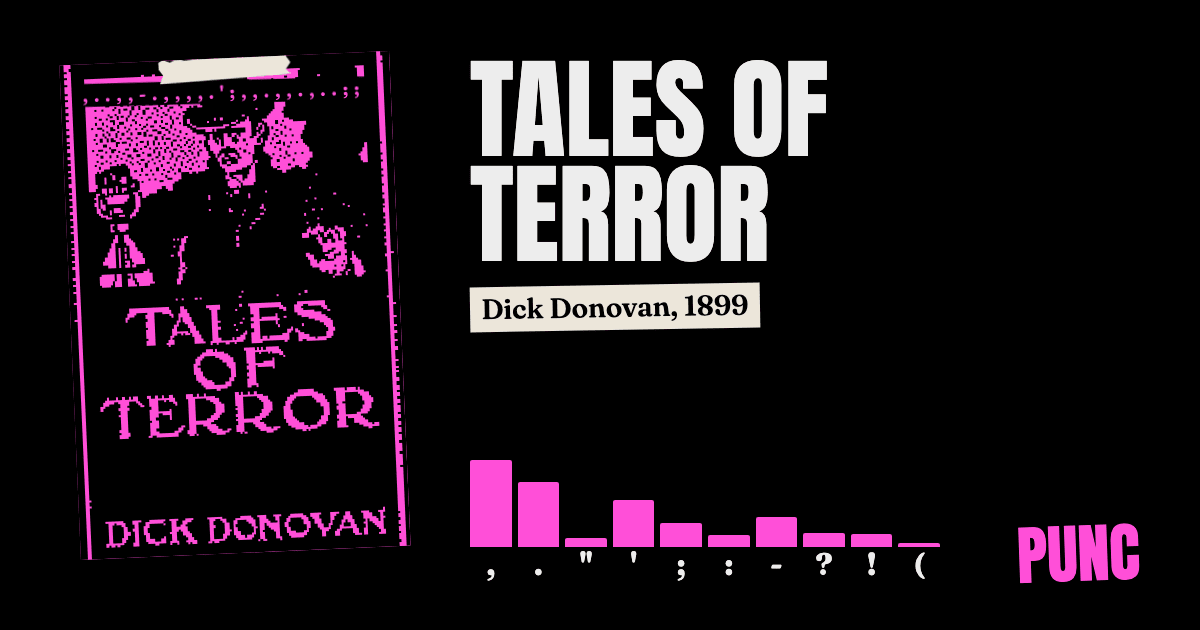 TALES
OF
TERROR
DICK DONOVAN
TALES OF
TERROR
Dick Donovan, 1899
, . " ' ; : - ? ! (
PUNC